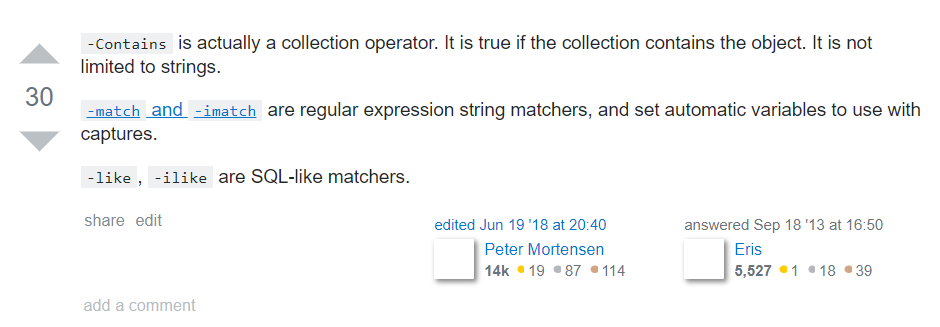 -Contains is actually a collection operator. It is true if the collection contains the object. It is not
limited to strings.
30
-match and -imatch are regular expression string matchers, and set automatic variables to use with
captures.
-like, -ilike are SQL-like matchers.
share edit
edited Jun 19 '18 at 20:40
Peter Mortensen
14k 19 87 114
answered Sep 18 '13 at 16:50
Eris
5,527 1 18 39
add a comment